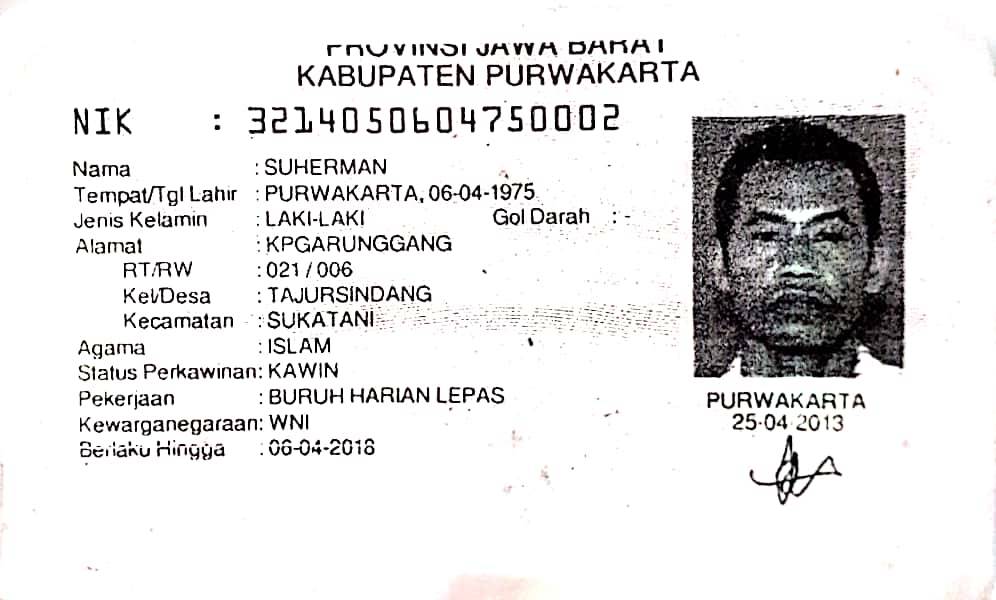 PROVINSI JAWA BARAT
KABUPATEN PURWAKARTA
NIK : 3214050604750002
Nama : SUHERMAN
Tempat/Tgl Lahir : PURWAKARTA, 06-04-1975
Jenis Kelamin : LAKI-LAKI Gol Darah : -
Alamat : KPGARUNGGANG
RT/RW : 021 / 006
Kel/Desa : TAJURSINDANG
Kecamatan : SUKATANI
Agama : ISLAM
Status Perkawinan: KAWIN
Pekerjaan : BURUH HARIAN LEPAS
Kewarganegaraan: WNI
Berlaku Hingga : 06-04-2018
PURWAKARTA
25-04-2013